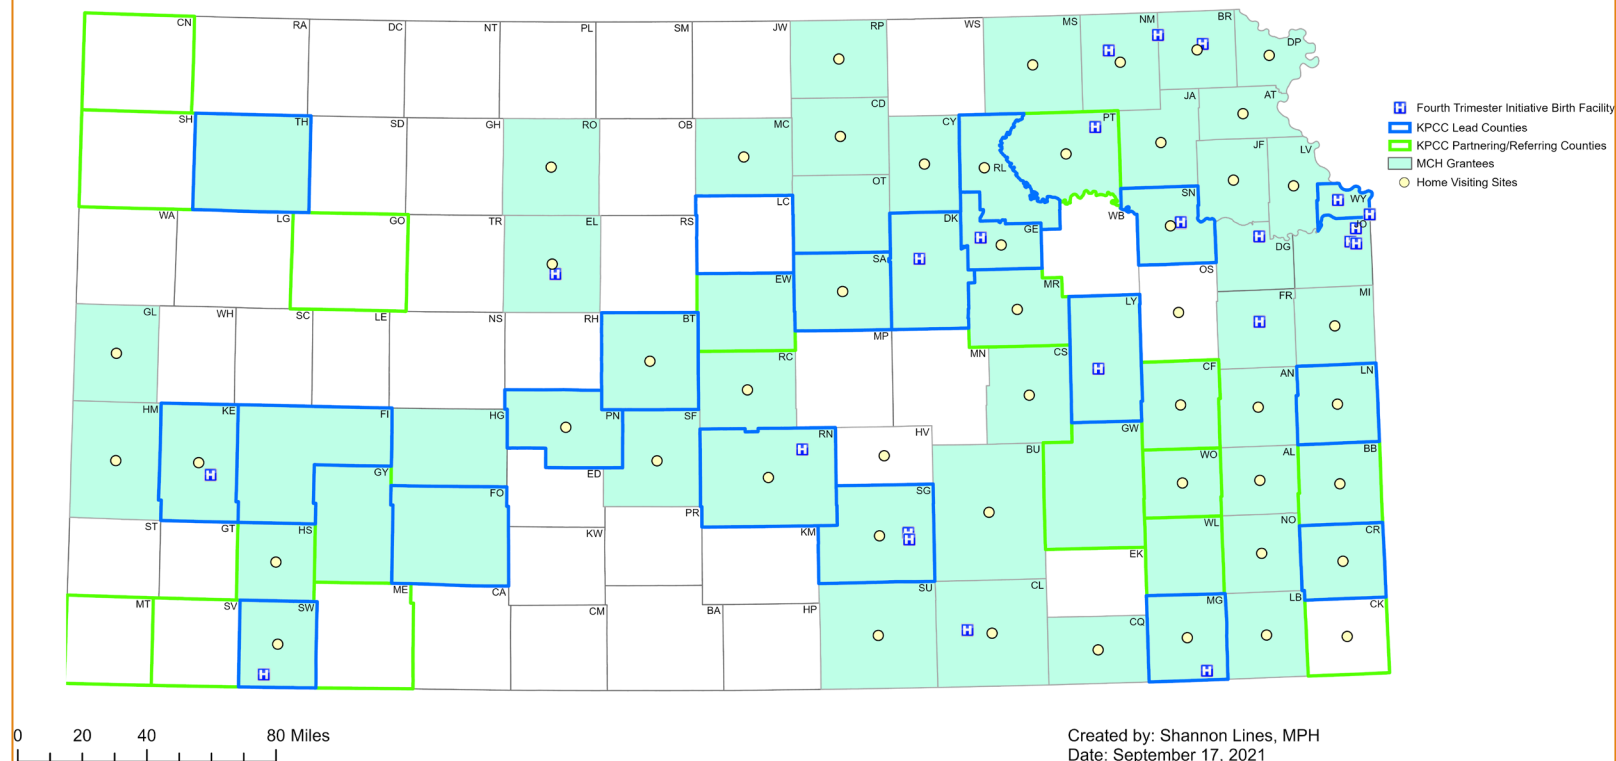 CN RA DC NT PL SM JW RP WS MS NM BR DP
SH TH SD GH RO OB MC CD CY RL PT JA AT
OT JF LV
WA LG GO TR EL RS LC DK GE WB SN WY
JO
SA DG
EW MR OS
GL WH SC LE NS RH BT LY FR MI
MP
RC MN CS CF AN LN
HM KE FI HG PN SF
RN HV GW
GY ED BU WO AL BB
FO SG
ST GT HS PR KW KM WL NO CR
EK
ME CA SU CL
MT SV SW CM BA HP CQ MG LB CK
Fourth Trimester Initiative Birth Facility
KPCC Lead Counties
KPCC Partnering/Referring Counties
MCH Grantees
Home Visiting Sites
0 20 40 80 Miles
Created by: Shannon Lines, MPH
Date: September 17, 2021